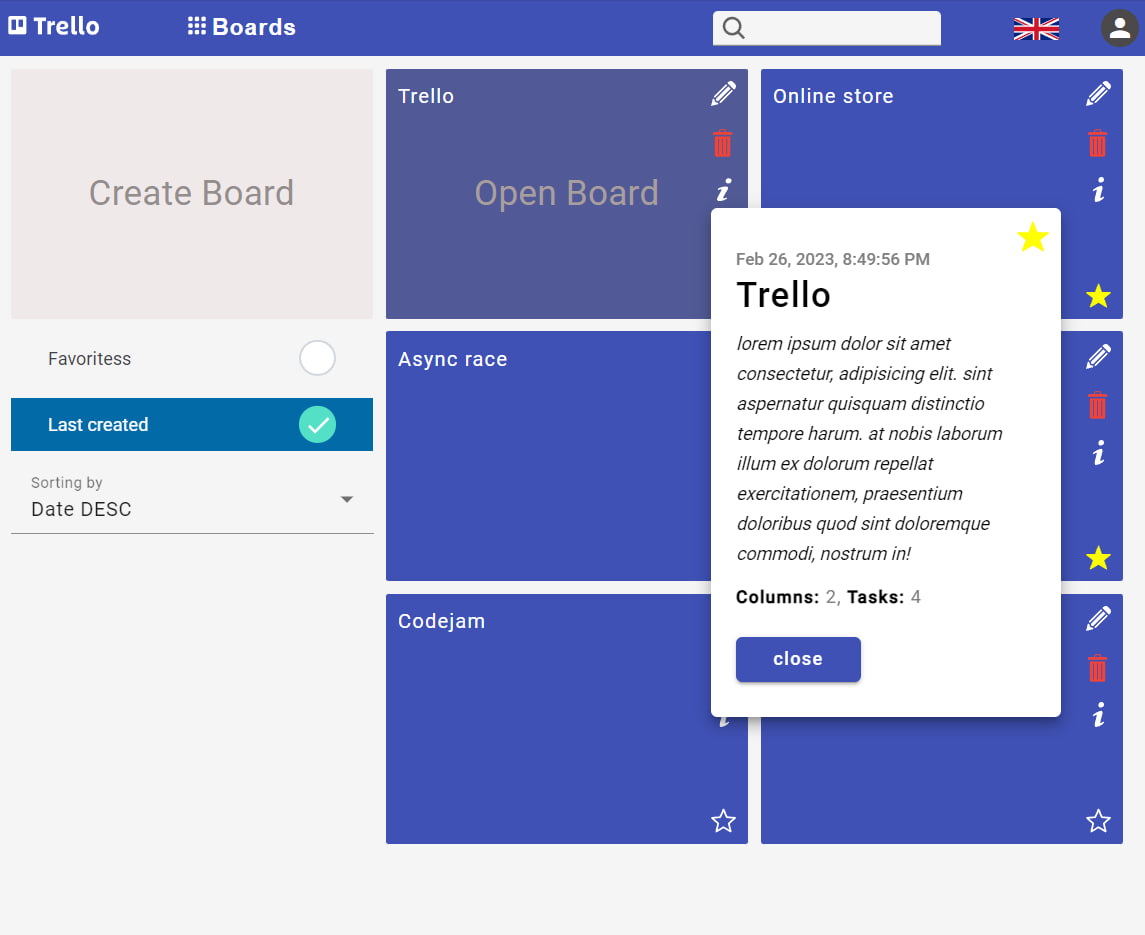 Trello
Boards
Create Board
Trello
Open Board
Online store
Favoritess
Last created
Sorting by
Date DESC
Async race
Codejam
Feb 26, 2023, 8:49:56 PM
Trello
lorem ipsum dolor sit amet
consectetur, adipisicing elit. sint
aspernatur quisquam distinctio
tempore harum. at nobis laborum
illum ex dolorum repellat
exercitationem, praesentium
doloribus quod sint doloremque
commodi, nostrum in!
Columns: 2, Tasks: 4
close